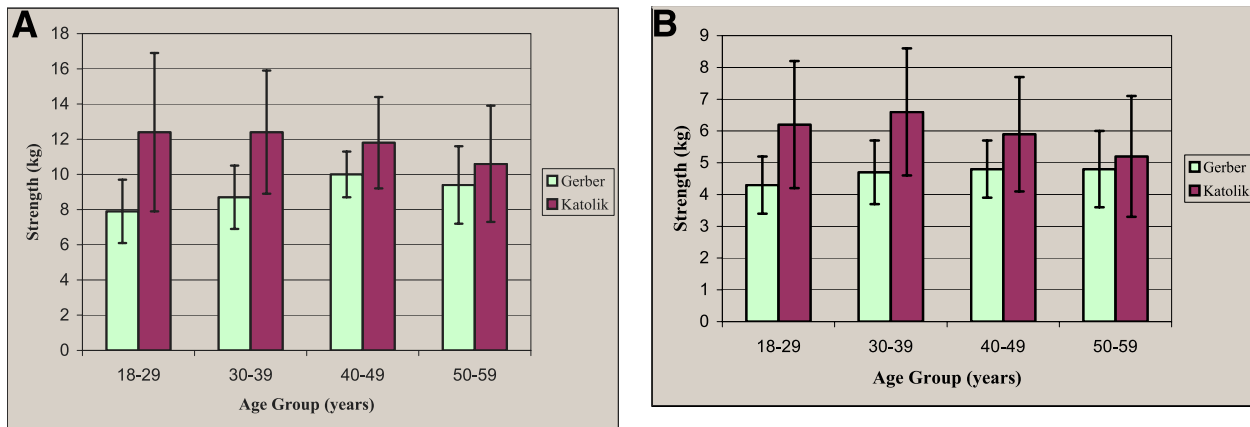 A
18
16
14
12
10
8
6
4
2
0
Strength (kg)
18-29 30-39 40-49 50-59
Age Group (years)
Gerber
Katolik
B
9
8
7
6
5
4
3
2
1
0
Strength (kg)
18-29 30-39 40-49 50-59
Age Group (years)
Gerber
Katolik